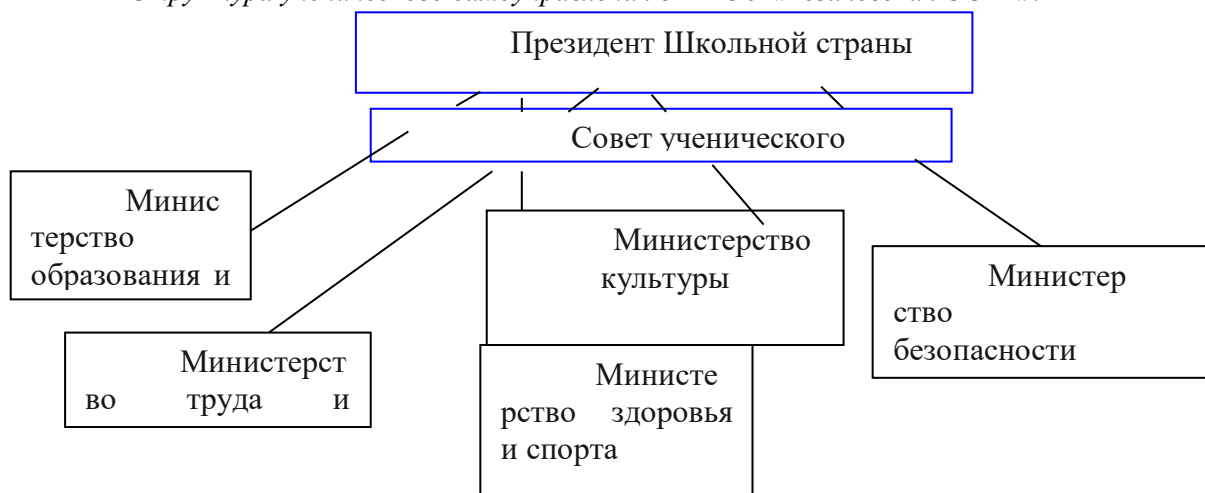 Президент Школьной страны
Совет ученического
Минис
терство
образования и
Министерство
культуры
Министер
ство
безопасности
Министерст
во труда и
Министе
рство здоровья
и спорта